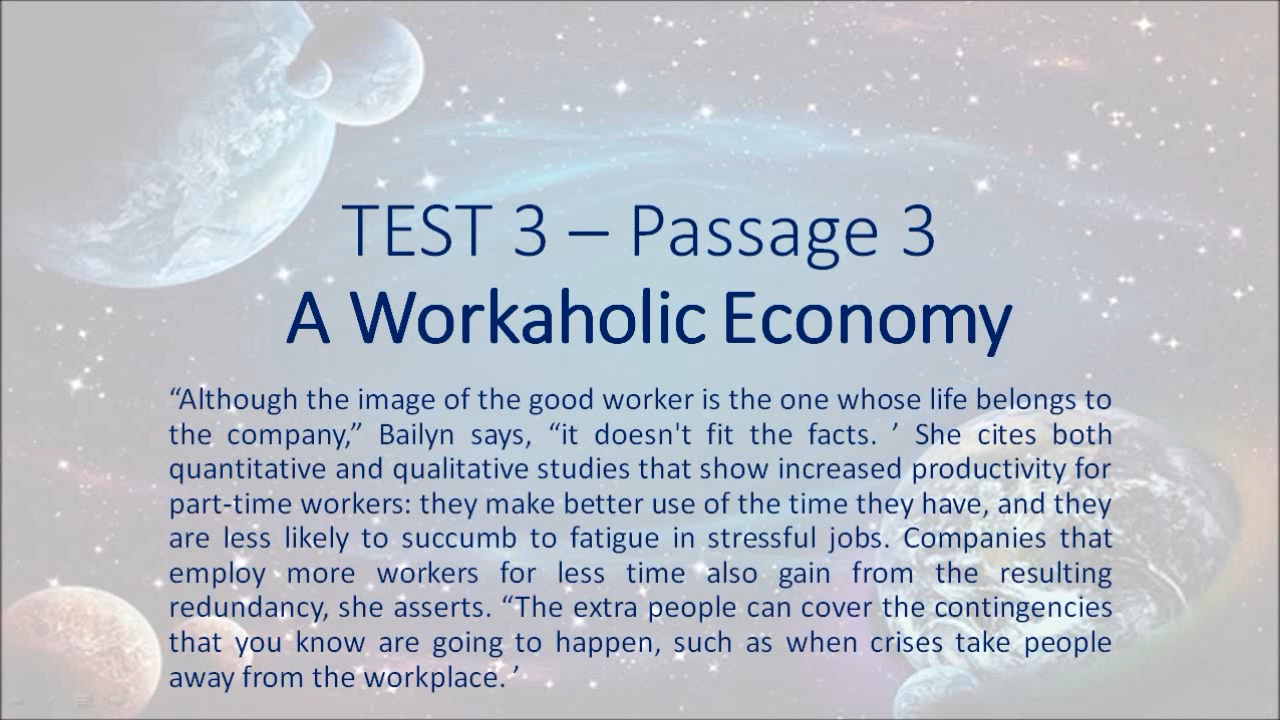 TEST 3 – Passage 3
A Workaholic Economy
“Although the image of the good worker is the one whose life belongs to
the company,” Bailyn says, “it doesn't fit the facts. ’ She cites both
quantitative and qualitative studies that show increased productivity for
part-time workers: they make better use of the time they have, and they
are less likely to succumb to fatigue in stressful jobs. Companies that
employ more workers for less time also gain from the resulting
redundancy, she asserts. “The extra people can cover the contingencies
that you know are going to happen, such as when crises take people
away from the workplace. ’